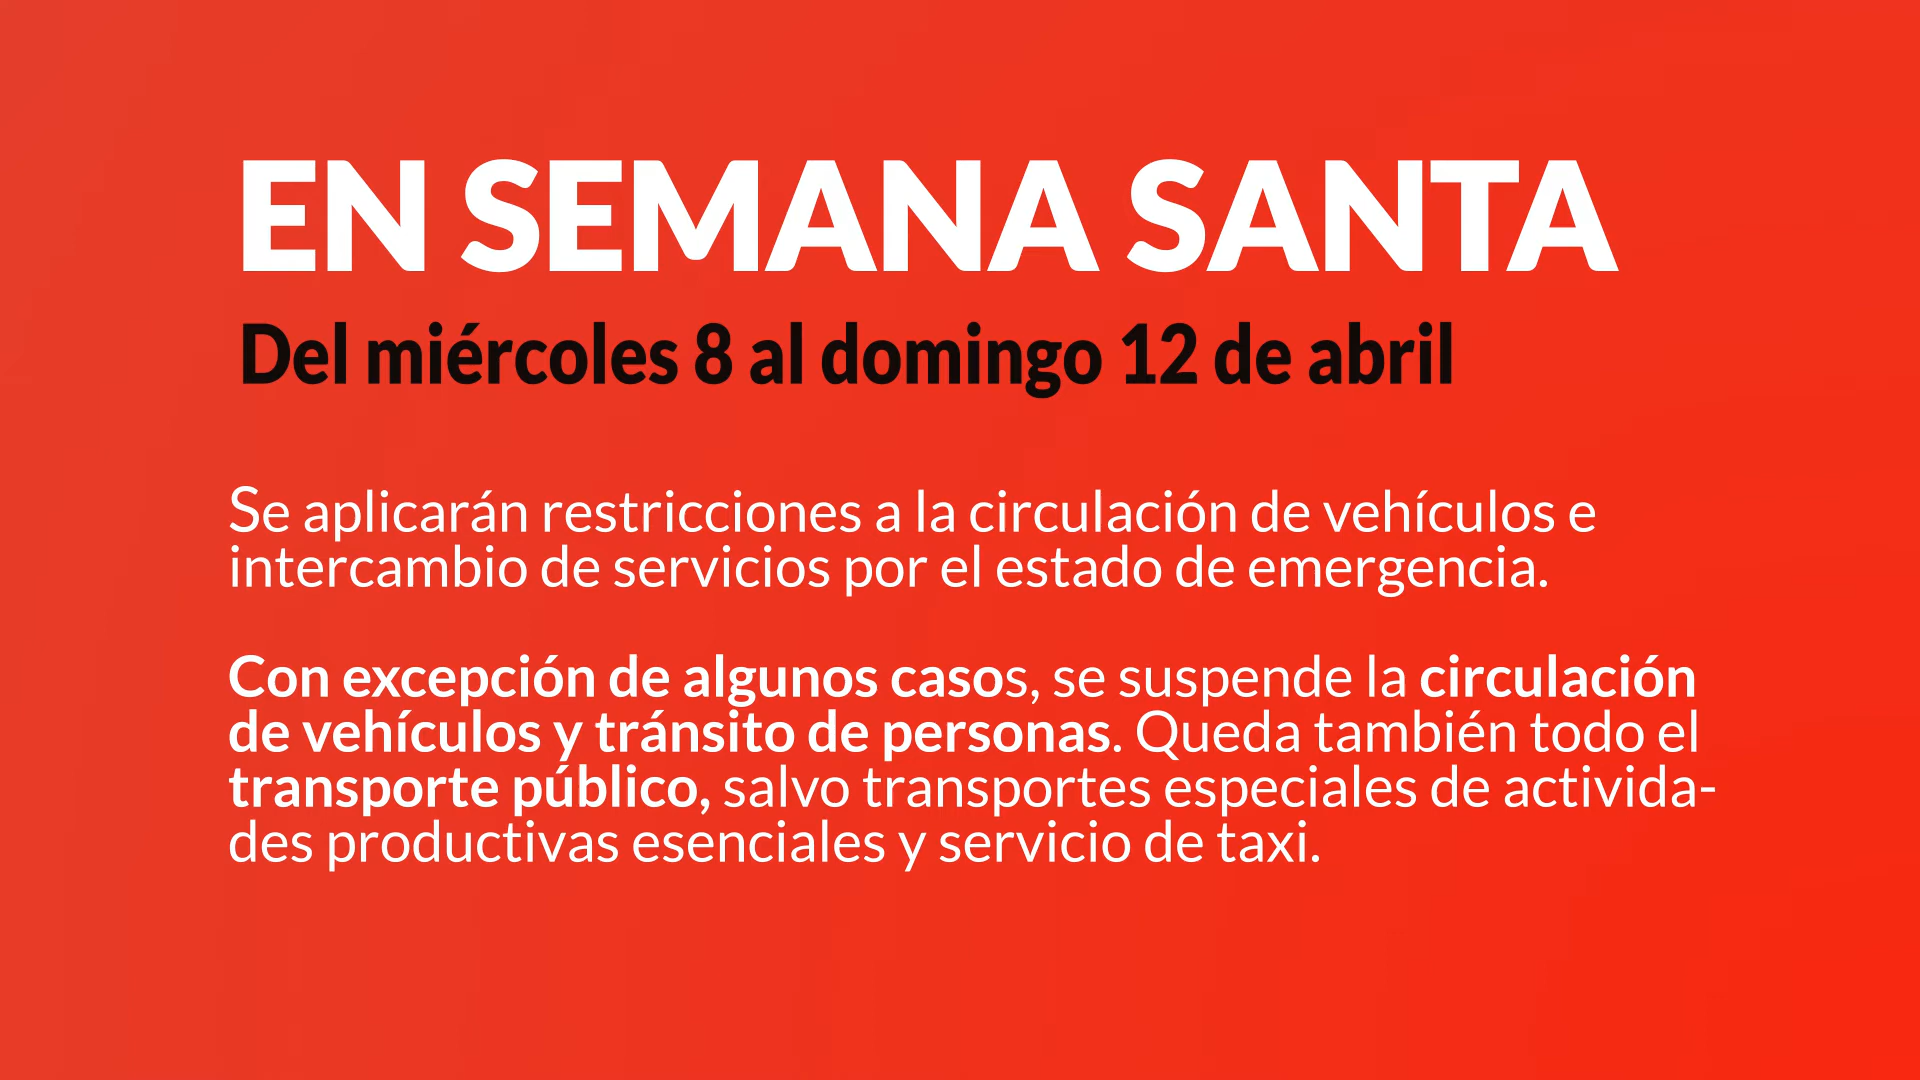 EN SEMANA SANTA
Del miércoles 8 al domingo 12 de abril
Se aplicarán restricciones a la circulación de vehículos e
intercambio de servicios por el estado de emergencia.
Con excepción de algunos casos, se suspende la circulación
de vehículos y tránsito de personas. Queda también todo el
transporte público, salvo transportes especiales de activida-
des productivas esenciales y servicio de taxi.